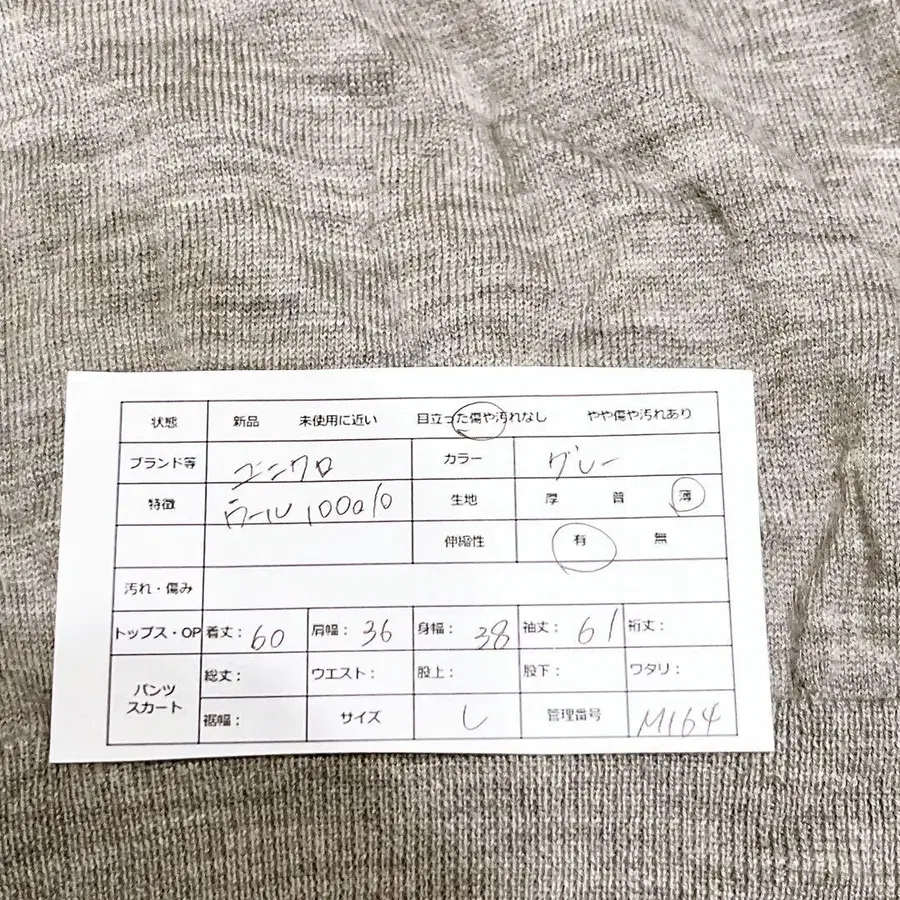 状態 新品 未使用に近い 目立った傷や汚れなし やや傷や汚れあり
ブランド等 ユニクロ カラー グレー
特徴 ウール100% 生地 厚 普 薄
伸縮性 有 無
汚れ・傷み
トップス・OP 着丈： 60 肩幅： 36 身幅： 38 袖丈： 61 裄丈：
パンツ スカート 総丈： ウエスト： 股上： 股下： ワタリ：
裾幅： サイズ L 管理番号 M164